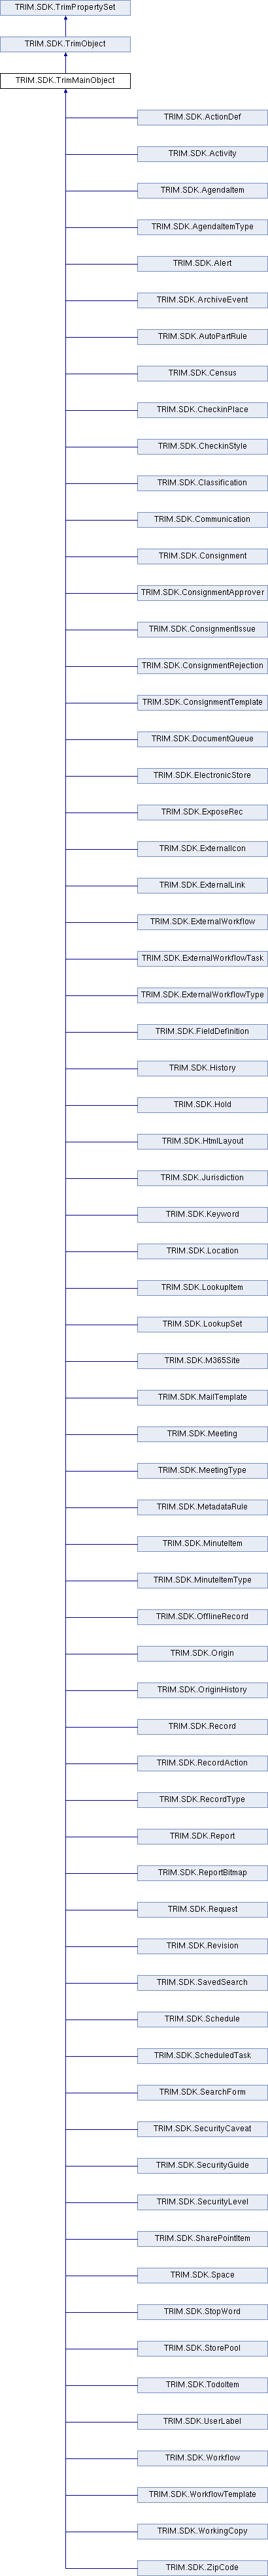 TRIM.SDK.TrimPropertySet
TRIM.SDK.TrimObject
TRIM.SDK.TrimMainObject
TRIM.SDK.ActionDef
TRIM.SDK.Activity
TRIM.SDK.AgendaItem
TRIM.SDK.AgendaItemType
TRIM.SDK.Alert
TRIM.SDK.ArchiveEvent
TRIM.SDK.AutoPartRule
TRIM.SDK.Census
TRIM.SDK.CheckinPlace
TRIM.SDK.CheckinStyle
TRIM.SDK.Classification
TRIM.SDK.Communication
TRIM.SDK.Consignment
TRIM.SDK.ConsignmentApprover
TRIM.SDK.ConsignmentIssue
TRIM.SDK.ConsignmentRejection
TRIM.SDK.ConsignmentTemplate
TRIM.SDK.DocumentQueue
TRIM.SDK.ElectronicStore
TRIM.SDK.ExposeRec
TRIM.SDK.ExternalIcon
TRIM.SDK.ExternalLink
TRIM.SDK.ExternalWorkflow
TRIM.SDK.ExternalWorkflowTask
TRIM.SDK.ExternalWorkflowType
TRIM.SDK.FieldDefinition
TRIM.SDK.History
TRIM.SDK.Hold
TRIM.SDK.HtmlLayout
TRIM.SDK.Jurisdiction
TRIM.SDK.Keyword
TRIM.SDK.Location
TRIM.SDK.LookupItem
TRIM.SDK.LookupSet
TRIM.SDK.M365Site
TRIM.SDK.MailTemplate
TRIM.SDK.Meeting
TRIM.SDK.MeetingType
TRIM.SDK.MetadataRule
TRIM.SDK.MinuteItem
TRIM.SDK.MinuteItemType
TRIM.SDK.OfflineRecord
TRIM.SDK.Origin
TRIM.SDK.OriginHistory
TRIM.SDK.Record
TRIM.SDK.RecordAction
TRIM.SDK.RecordType
TRIM.SDK.Report
TRIM.SDK.ReportBitmap
TRIM.SDK.Request
TRIM.SDK.Revision
TRIM.SDK.SavedSearch
TRIM.SDK.Schedule
TRIM.SDK.ScheduledTask
TRIM.SDK.SearchForm
TRIM.SDK.SecurityCaveat
TRIM.SDK.SecurityGuide
TRIM.SDK.SecurityLevel
TRIM.SDK.SharePointItem
TRIM.SDK.Space
TRIM.SDK.StopWord
TRIM.SDK.StorePool
TRIM.SDK.TodoItem
TRIM.SDK.UserLabel
TRIM.SDK.Workflow
TRIM.SDK.WorkflowTemplate
TRIM.SDK.WorkingCopy
TRIM.SDK.ZipCode